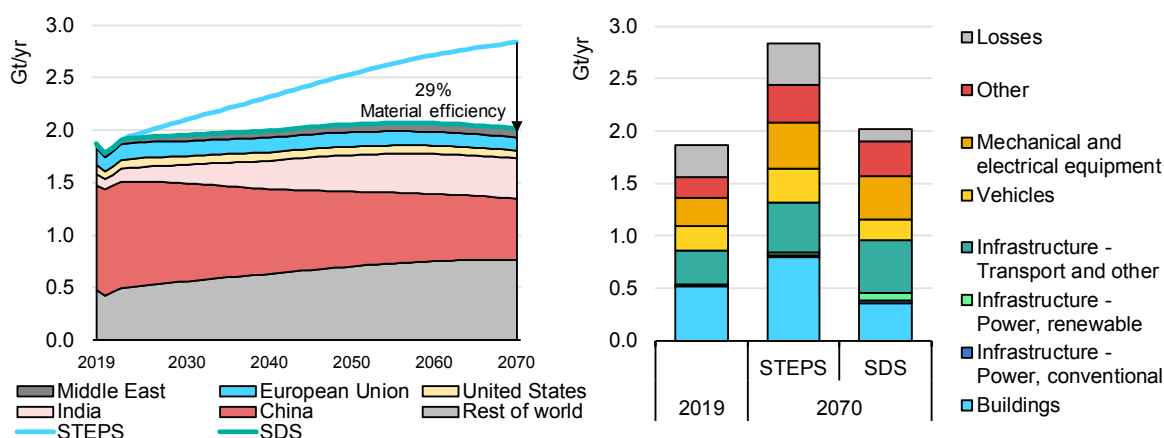 Gt/yr
3.0
2.5
2.0
1.5
1.0
0.5
0.0
29%
Material efficiency
2019 2030 2040 2050 2060 2070
Middle East European Union United States
India China Rest of world
STEPS SDS
Gt/yr
3.0
2.5
2.0
1.5
1.0
0.5
0.0
STEPS SDS
2019 2070
Losses
Other
Mechanical and
electrical equipment
Vehicles
Infrastructure -
Transport and other
Infrastructure -
Power, renewable
Infrastructure -
Power, conventional
Buildings